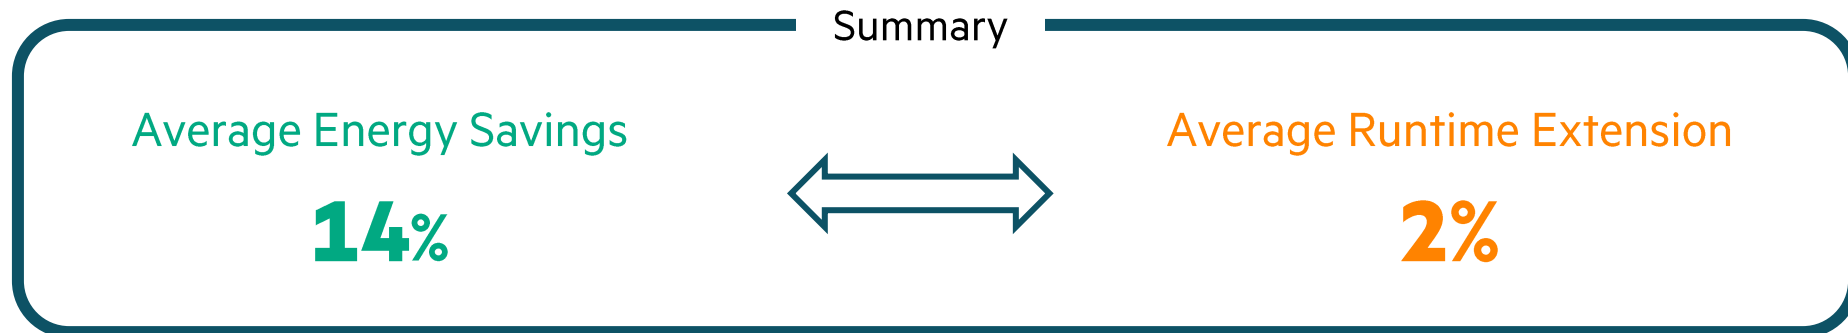 Summary
Average Energy Savings
14%
Average Runtime Extension
2%